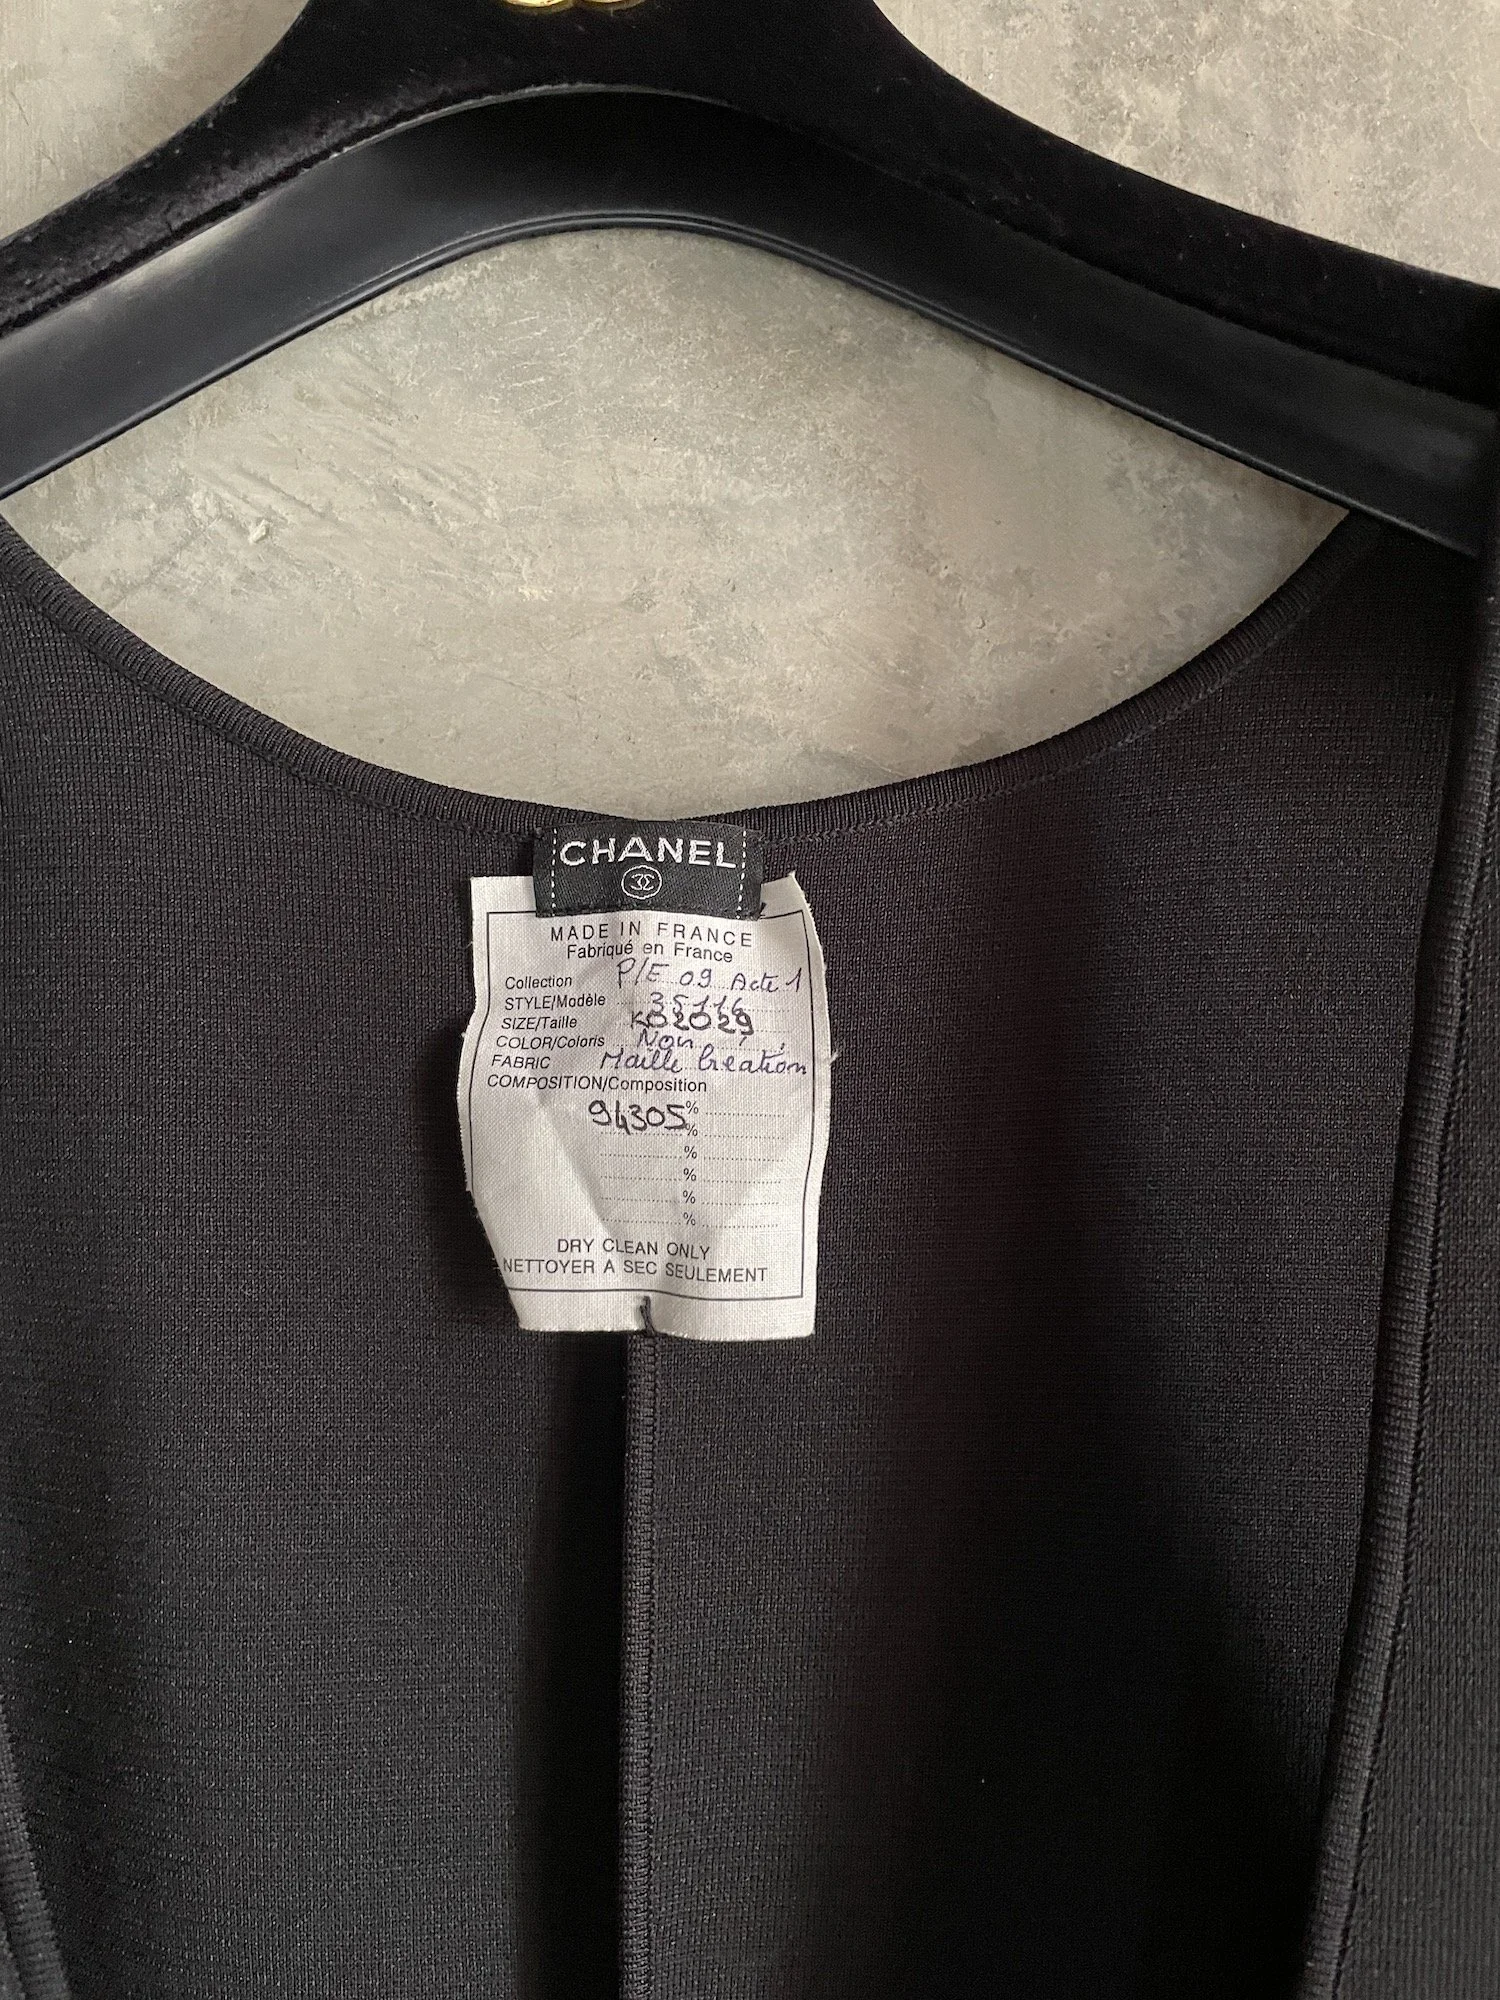 CHANEL
MADE IN FRANCE
Fabriqué en France
Collection P/E 09 Acte 1
STYLE/Modèle 35116
SIZE/Taille K02029
COLOR/Coloris
FABRIC Maille Création
COMPOSITION/Composition
94305 %
%
%
%
%
%
DRY CLEAN ONLY
NETTOYER A SEC SEULEMENT